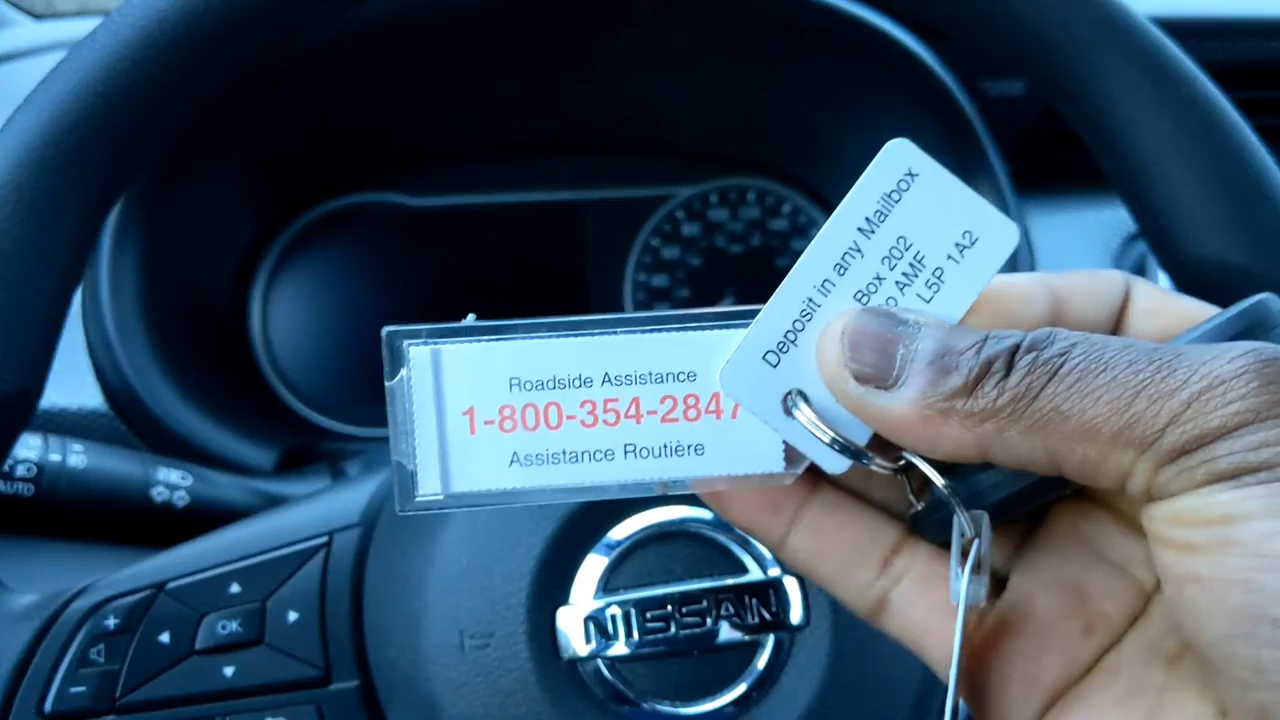 Roadside Assistance
1-800-354-2847
Assistance Routière
Deposit in any Mailbox
Box 202
AMF
L5P 1A2
NISSAN
OK
AUTO